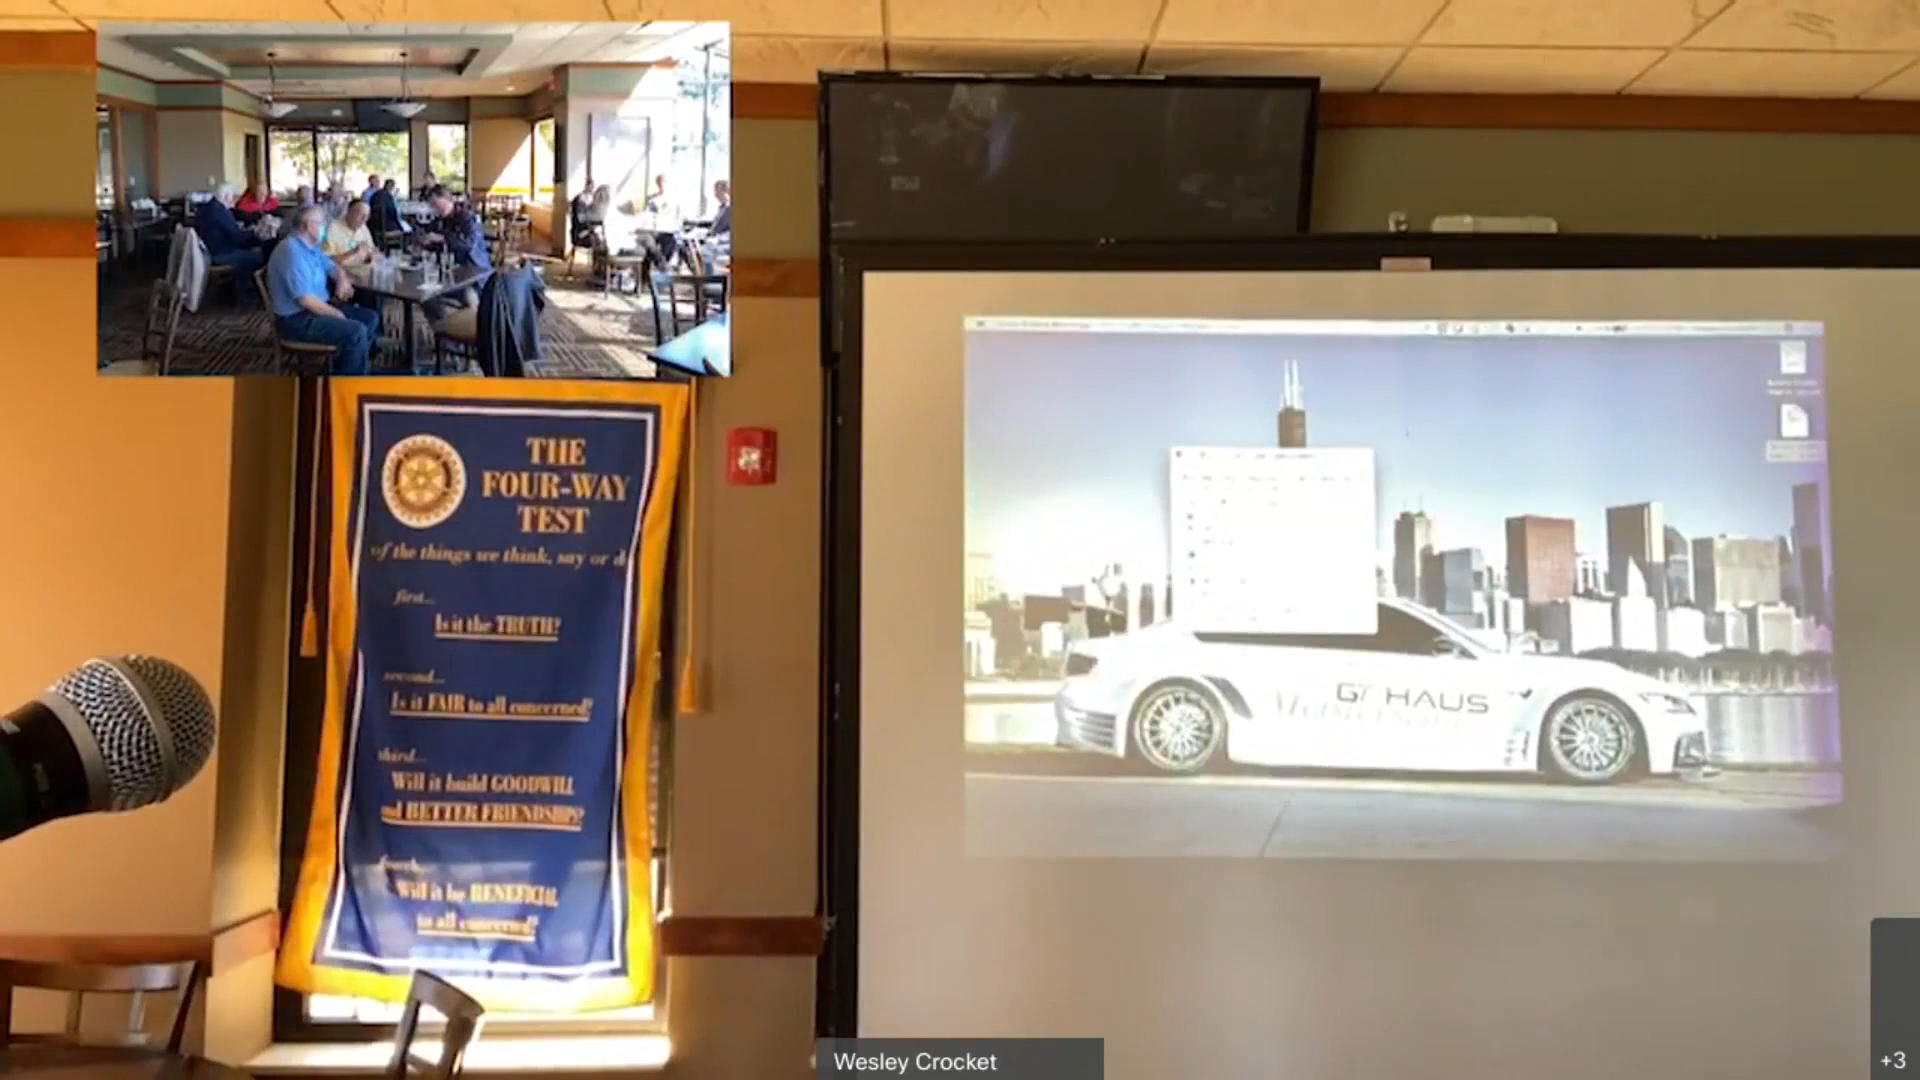 THE
FOUR-WAY
TEST
of the things we think, say or d
first...
Is it the TRUTH?
second...
Is it FAIR to all concerned?
third...
Will it build GOODWILL
and BETTER FRIENDSHIPS?
fourth...
Will it be BENEFICIAL
to all concerned?
HAUS
Wesley Crocket
+3